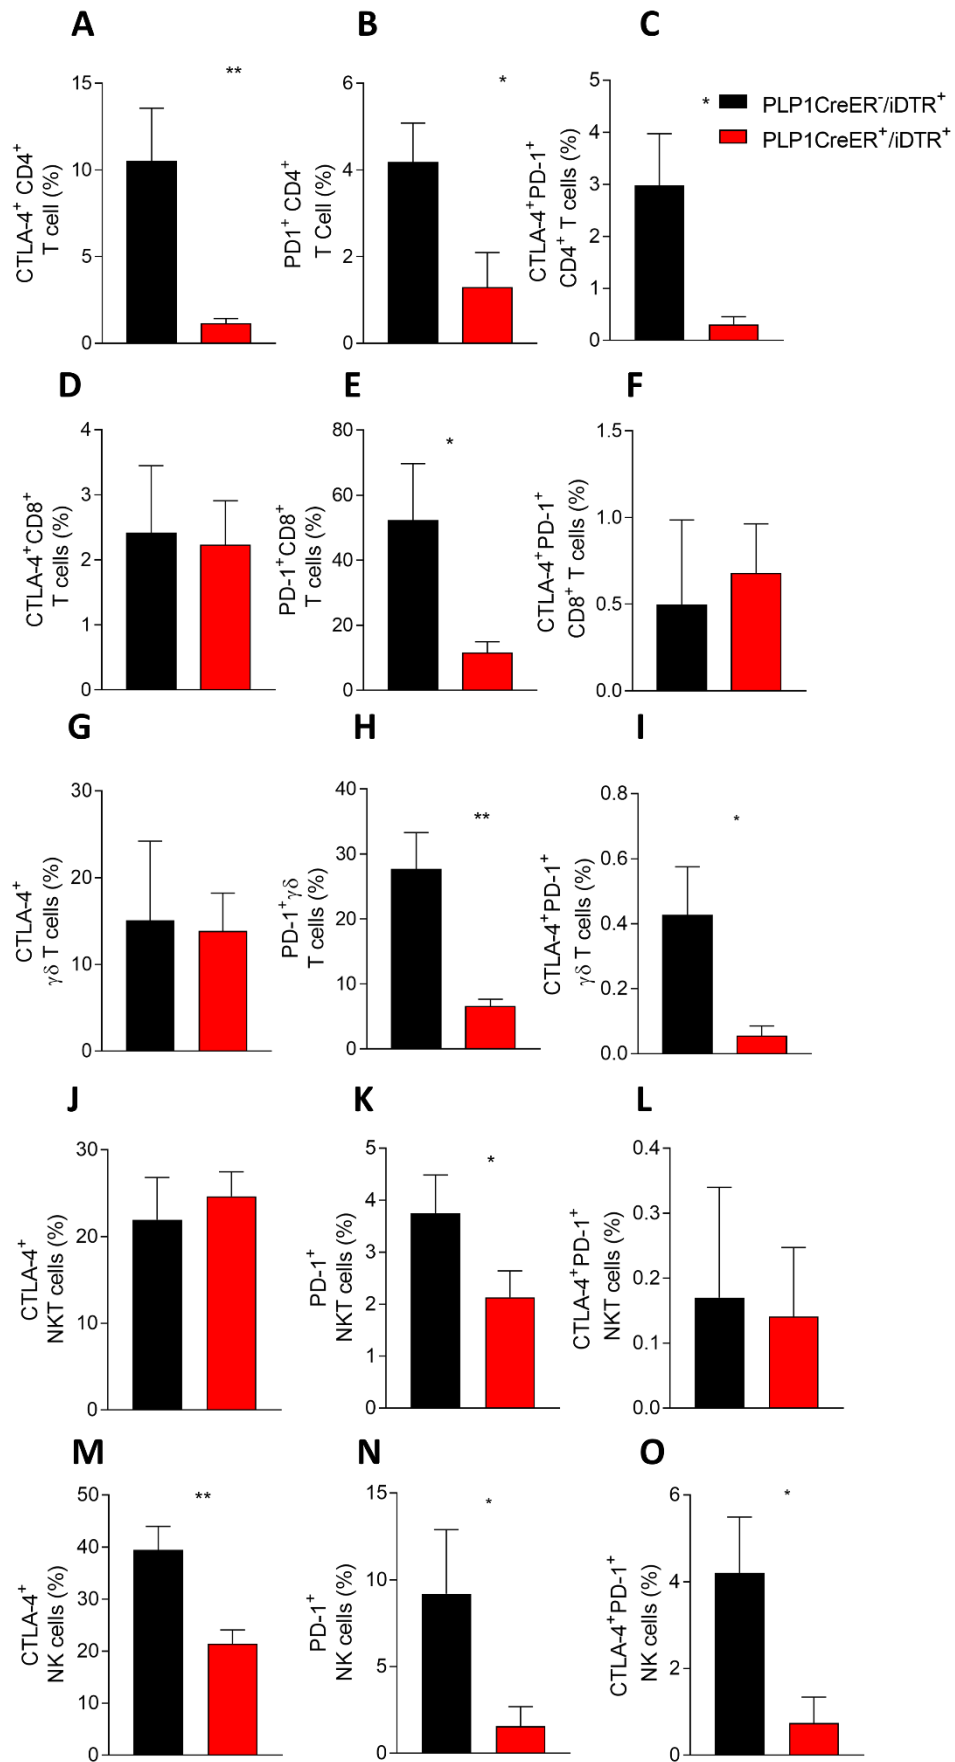 A
B
C
**
*
*
PLP1CreER⁻/iDTR⁺
PLP1CreER⁺/iDTR⁺
CTLA-4⁺ CD4⁺
T cell (%)
15
10
5
0
PD1⁺ CD4⁺
T Cell (%)
6
4
2
0
CTLA-4⁺PD-1⁺
CD4⁺ T cells (%)
5
4
3
2
1
0
D
E
F
CTLA-4⁺CD8⁺
T cells (%)
4
3
2
1
0
PD-1⁺CD8⁺
T cells (%)
80
60
40
20
0
*
CTLA-4⁺PD-1⁺
CD8⁺ T cells (%)
1.5
1.0
0.5
0.0
G
H
I
CTLA-4⁺
γδ T cells (%)
30
20
10
0
PD-1⁺γδ
T cells (%)
40
30
20
10
0
**
CTLA-4⁺PD-1⁺
γδ T cells (%)
0.8
0.6
0.4
0.2
0.0
*
J
K
L
CTLA-4⁺
NKT cells (%)
30
20
10
0
PD-1⁺
NKT cells (%)
5
4
3
2
1
0
*
CTLA-4⁺PD-1⁺
NKT cells (%)
0.4
0.3
0.2
0.1
0.0
M
N
O
CTLA-4⁺
NK cells (%)
50
40
30
20
10
0
**
PD-1⁺
NK cells (%)
15
10
5
0
*
CTLA-4⁺PD-1⁺
NK cells (%)
6
4
2
0
*